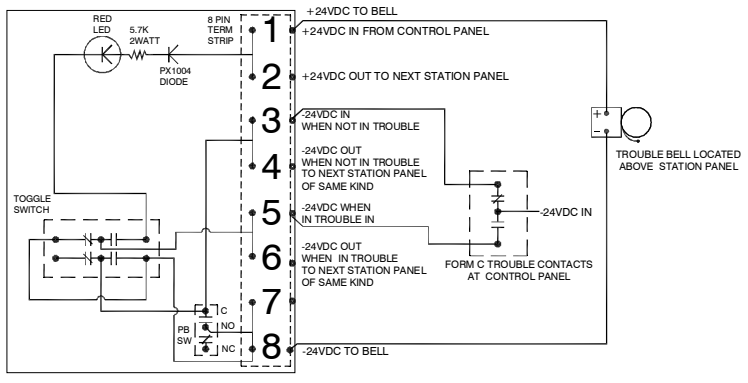 RED
LED
5.7K
2WATT
PX1004
DIODE
8 PIN
TERM
STRIP
TOGGLE
SWITCH
PB
SW
C
NO
NC
1
2
3
4
5
6
7
8
+24VDC TO BELL
+24VDC IN FROM CONTROL PANEL
+24VDC OUT TO NEXT STATION PANEL
-24VDC IN
WHEN NOT IN TROUBLE
-24VDC OUT
WHEN NOT IN TROUBLE
TO NEXT STATION PANEL
OF SAME KIND
-24VDC WHEN
IN TROUBLE IN
-24VDC OUT
WHEN IN TROUBLE
TO NEXT STATION PANEL
OF SAME KIND
-24VDC TO BELL
-24VDC IN
FORM C TROUBLE CONTACTS
AT CONTROL PANEL
+
-
TROUBLE BELL LOCATED
ABOVE STATION PANEL